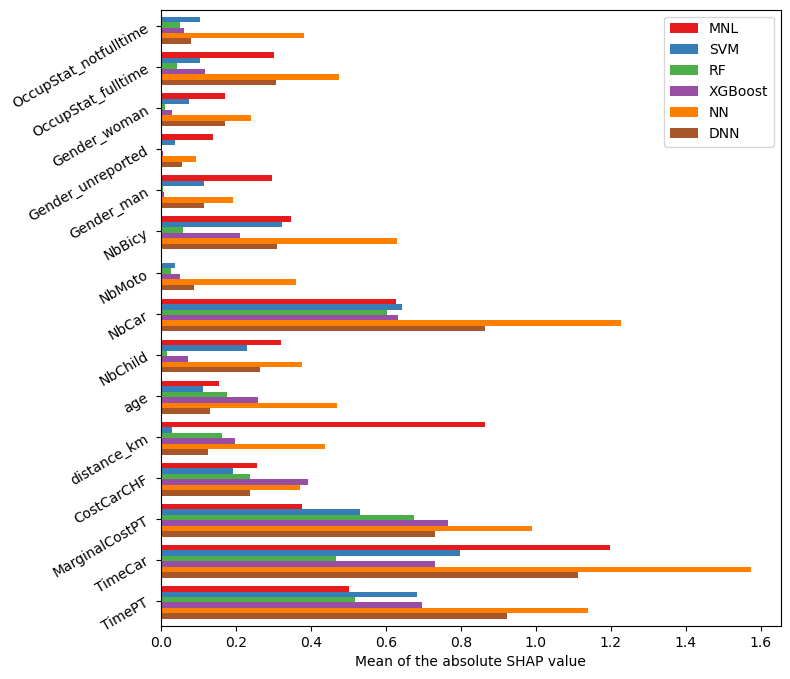 OccupStat_notfulltime
OccupStat_fulltime
Gender_woman
Gender_unreported
Gender_man
NbBicy
NbMoto
NbCar
NbChild
age
distance_km
CostCarCHF
MarginalCostPT
TimeCar
TimePT
MNL
SVM
RF
XGBoost
NN
DNN
0.0 0.2 0.4 0.6 0.8 1.0 1.2 1.4 1.6
Mean of the absolute SHAP value